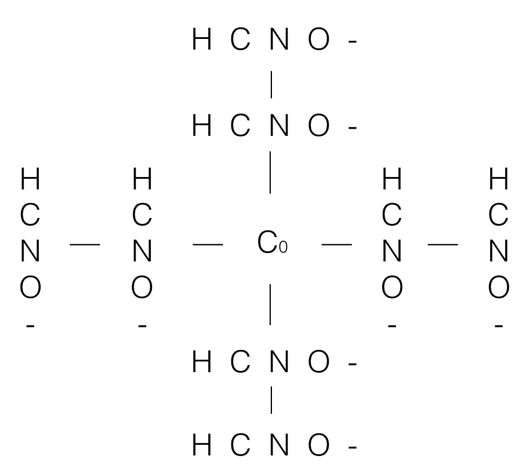 H C N O -
|
H C N O -
|
H H H H
C C C C
N — N — C₀ — N — N
O O O O
- - - -
|
H C N O -
|
H C N O -